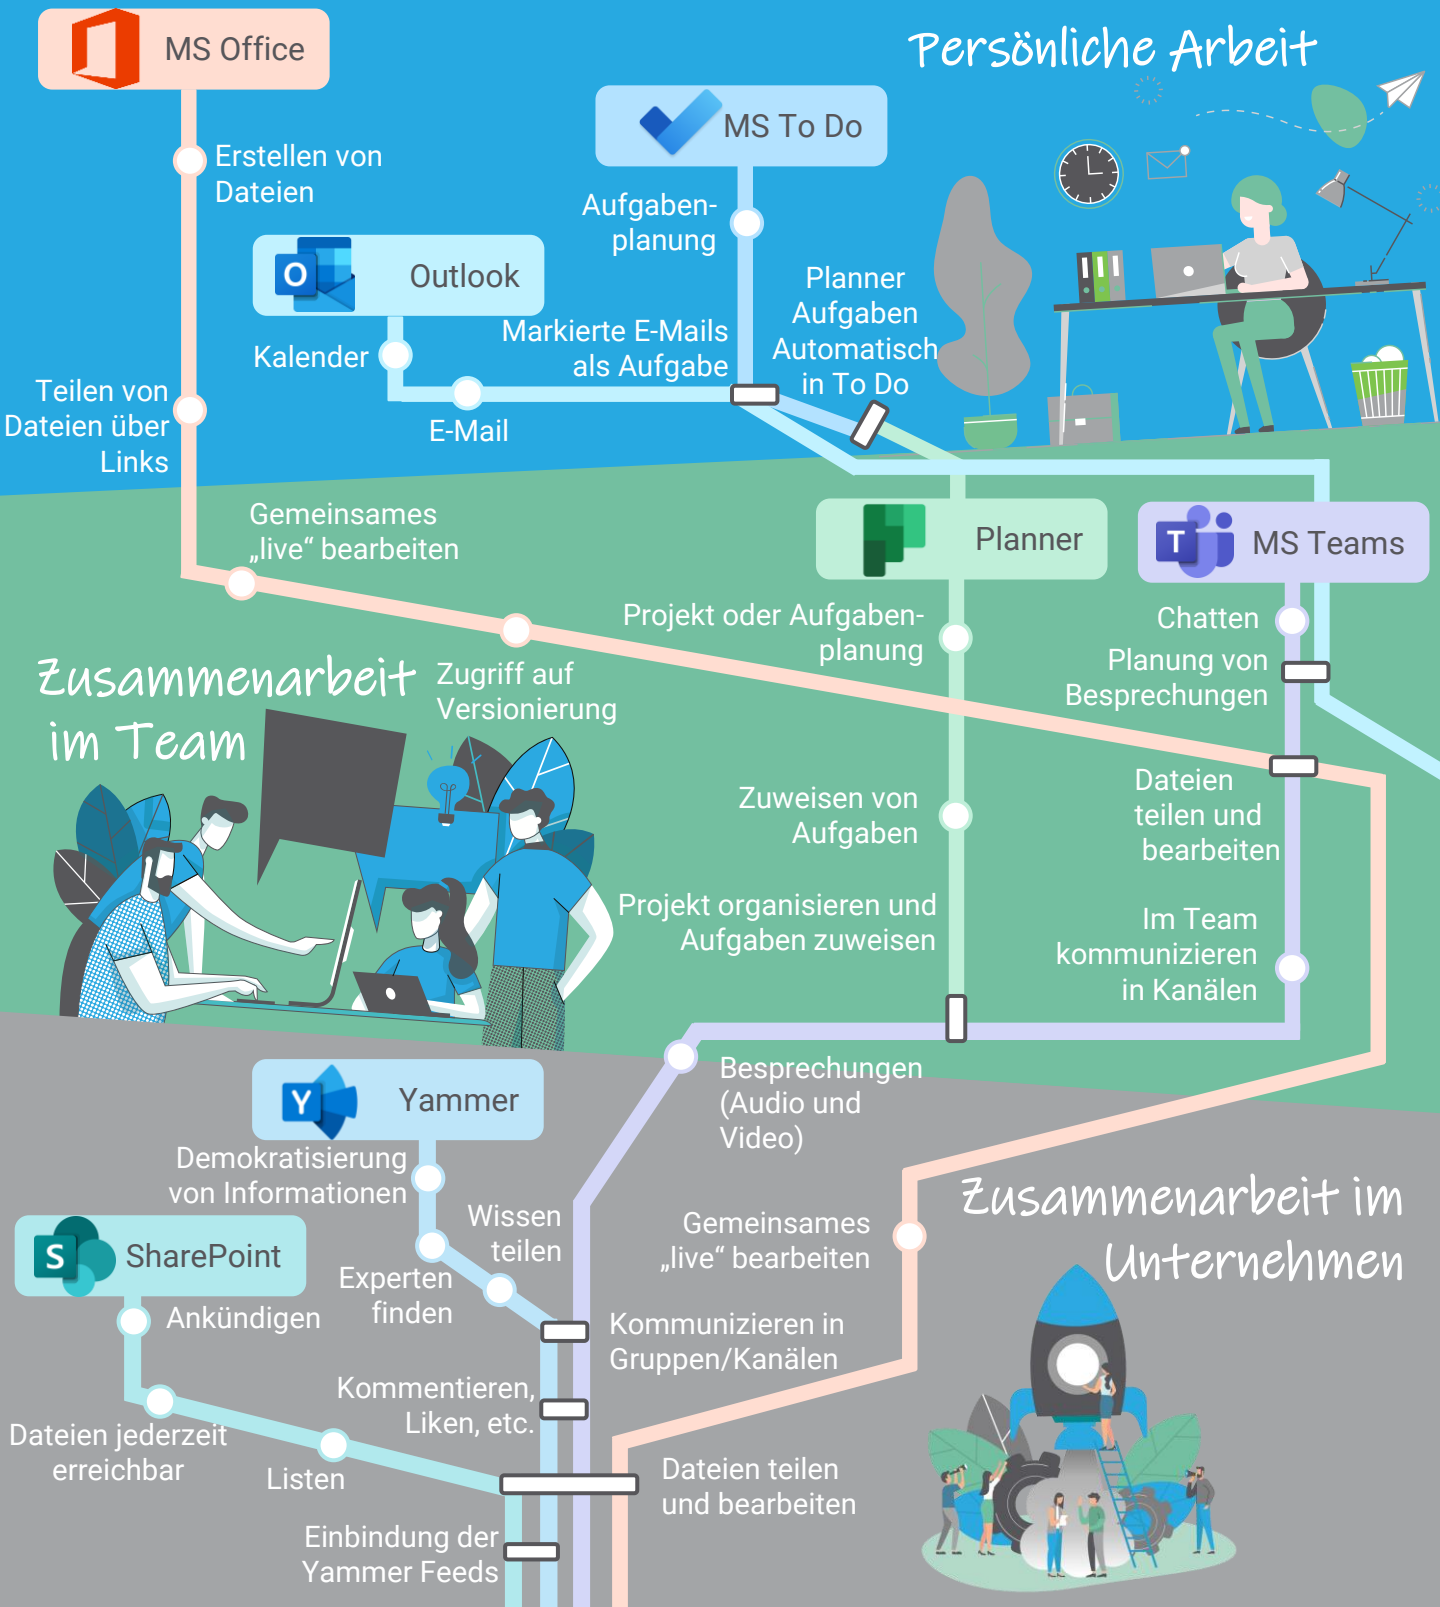 MS Office
Persönliche Arbeit
MS To Do
Erstellen von
Dateien
Aufgaben-
planung
Outlook
Planner
Aufgaben
Automatisch
in To Do
Markierte E-Mails
als Aufgabe
Kalender
E-Mail
Teilen von
Dateien über
Links
Gemeinsames
„live“ bearbeiten
Planner
MS Teams
Projekt oder Aufgaben-
planung
Chatten
Planung von
Besprechungen
Zusammenarbeit
im Team
Zugriff auf
Versionierung
Dateien
teilen und
bearbeiten
Zuweisen von
Aufgaben
Projekt organisieren und
Aufgaben zuweisen
Im Team
kommunizieren
in Kanälen
Besprechungen
(Audio und
Video)
Yammer
Demokratisierung
von Informationen
Zusammenarbeit im
Unternehmen
Wissen
teilen
Gemeinsames
„live“ bearbeiten
SharePoint
Experten
finden
Ankündigen
Kommunizieren in
Gruppen/Kanälen
Kommentieren,
Liken, etc.
Dateien jederzeit
erreichbar
Listen
Dateien teilen
und bearbeiten
Einbindung der
Yammer Feeds